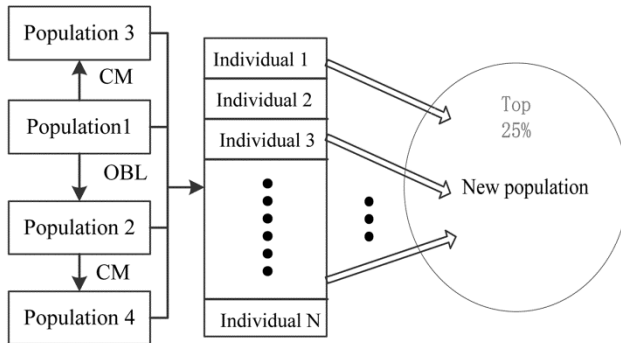 Population 3
CM
Population1
OBL
Population 2
CM
Population 4
Individual 1
Individual 2
Individual 3
Individual N
Top
25%
New population